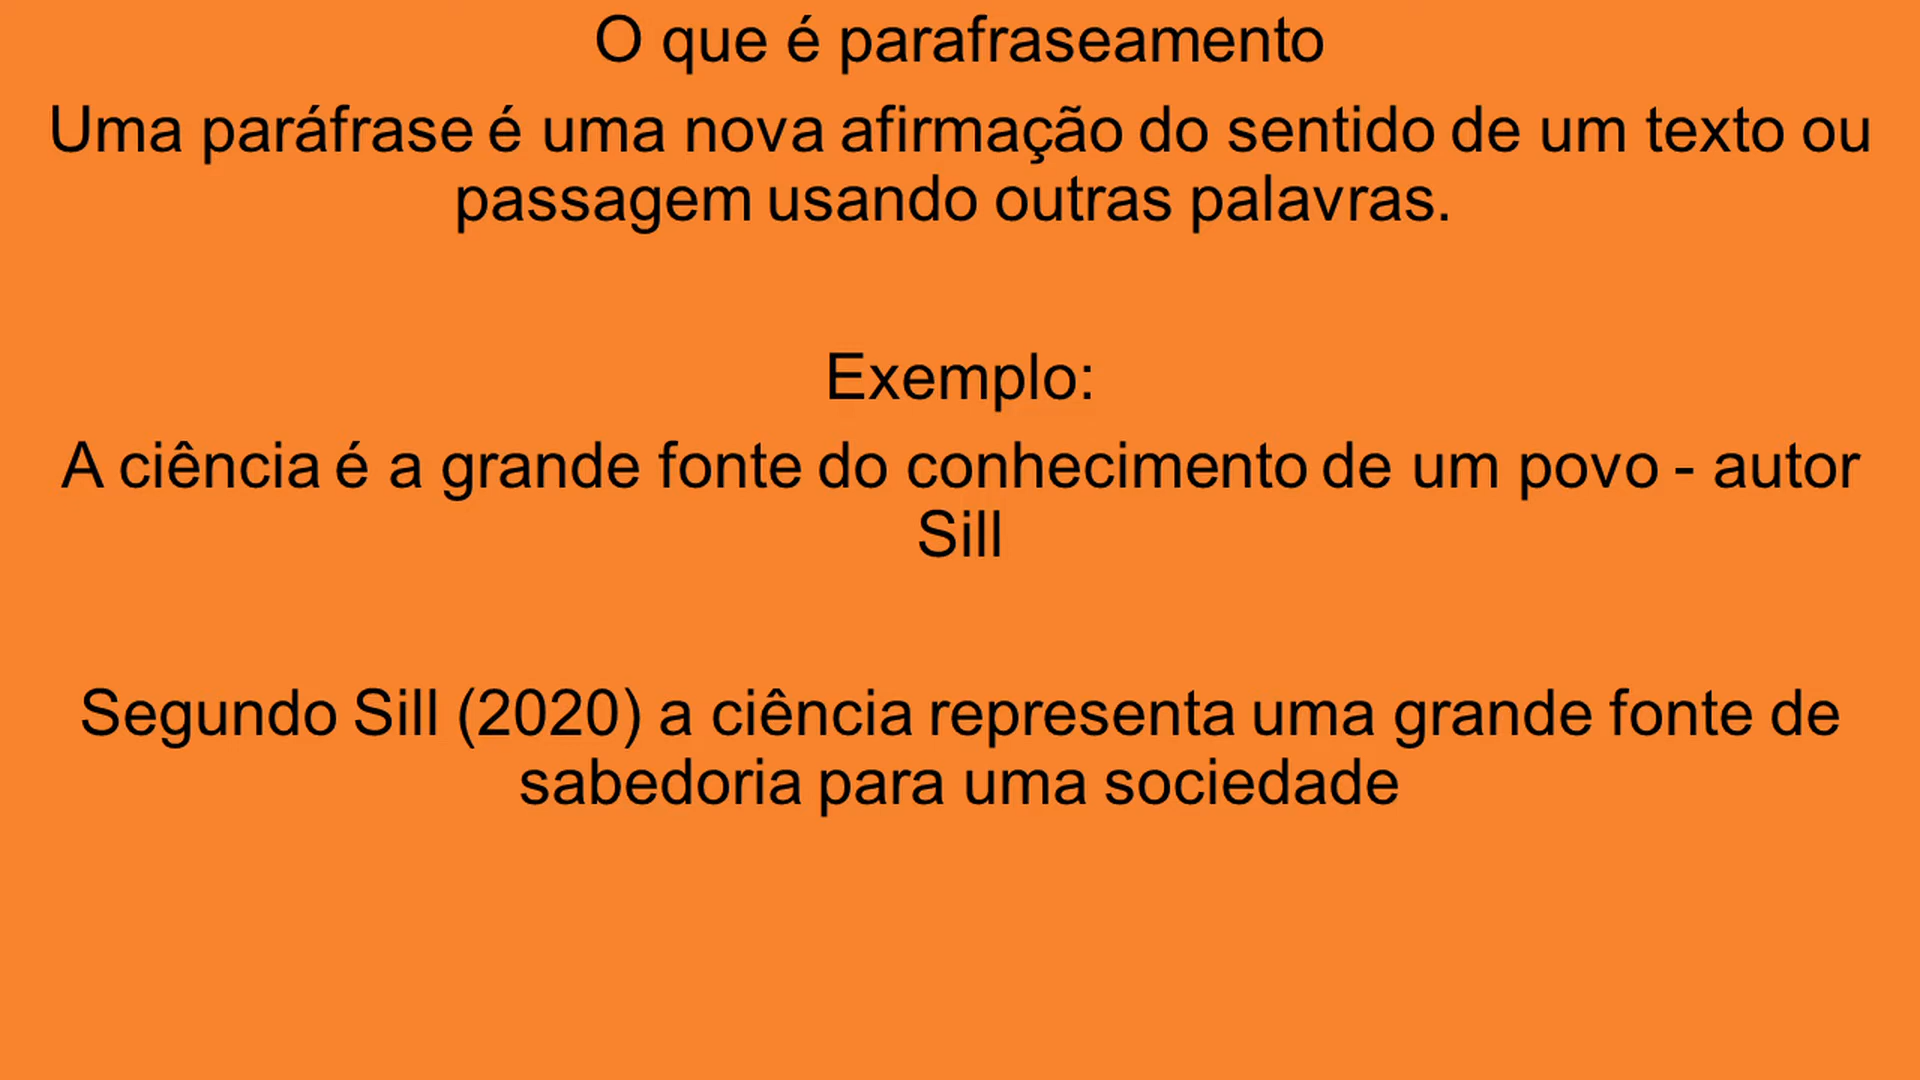 O que é parafraseamento
Uma paráfrase é uma nova afirmação do sentido de um texto ou
passagem usando outras palavras.
Exemplo:
A ciência é a grande fonte do conhecimento de um povo - autor
Sill
Segundo Sill (2020) a ciência representa uma grande fonte de
sabedoria para uma sociedade